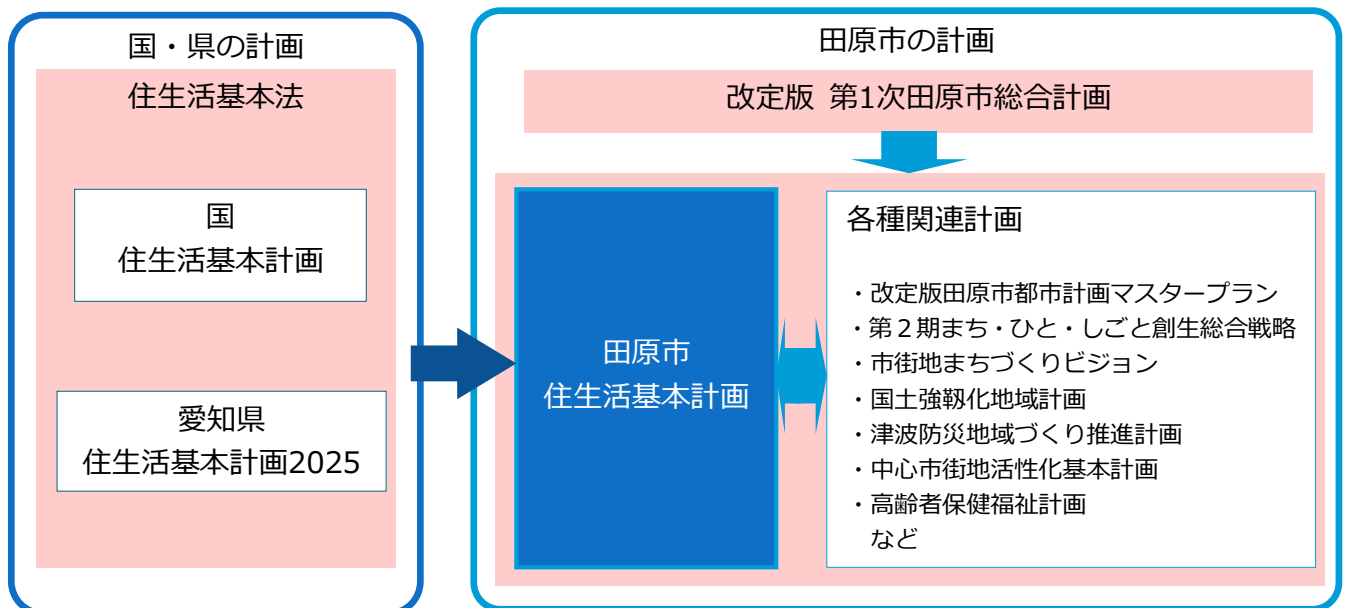 国・県の計画
住生活基本法
国
住生活基本計画
愛知県
住生活基本計画2025
田原市の計画
改定版 第1次田原市総合計画
田原市
住生活基本計画
各種関連計画
・改定版田原市都市計画マスタープラン
・第２期まち・ひと・しごと創生総合戦略
・市街地まちづくりビジョン
・国土強靱化地域計画
・津波防災地域づくり推進計画
・中心市街地活性化基本計画
・高齢者保健福祉計画
など